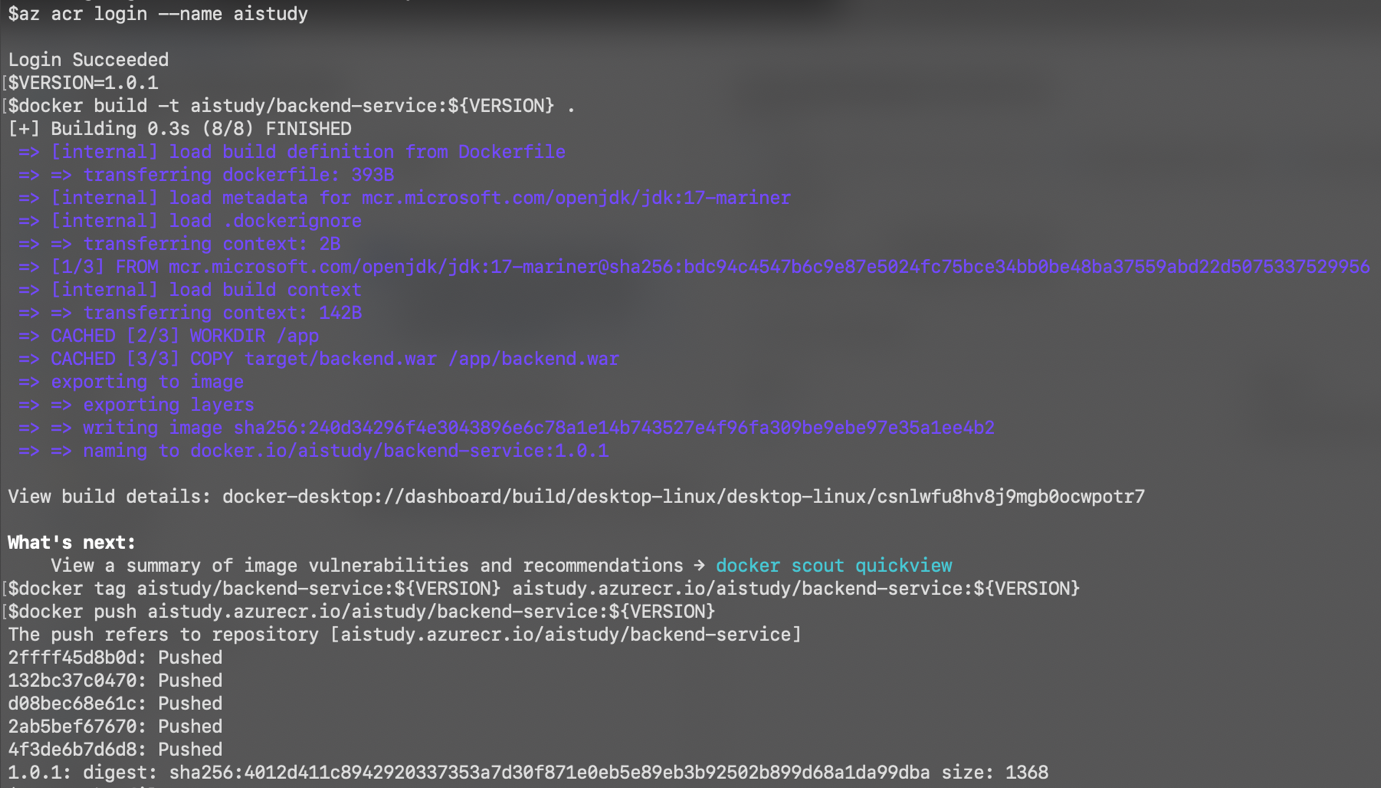 $az acr login --name aistudy
Login Succeeded
[$VERSION=1.0.1
[$docker build -t aistudy/backend-service:${VERSION} .
[+] Building 0.3s (8/8) FINISHED
=> [internal] load build definition from Dockerfile
=> => transferring dockerfile: 393B
=> [internal] load metadata for mcr.microsoft.com/openjdk/jdk:17-mariner
=> [internal] load .dockerignore
=> => transferring context: 2B
=> [1/3] FROM mcr.microsoft.com/openjdk/jdk:17-mariner@sha256:bdc94c4547b6c9e87e5024fc75bce34bb0be48ba37559abd22d5075337529956
=> [internal] load build context
=> => transferring context: 142B
=> CACHED [2/3] WORKDIR /app
=> CACHED [3/3] COPY target/backend.war /app/backend.war
=> exporting to image
=> => exporting layers
=> => writing image sha256:240d34296f4e3043896e6c78a1e14b743527e4f96fa309be9ebe97e35a1ee4b2
=> => naming to docker.io/aistudy/backend-service:1.0.1
View build details: docker-desktop://dashboard/build/desktop-linux/desktop-linux/csnlwfu8hv8j9mgb0ocwpotr7
What's next:
View a summary of image vulnerabilities and recommendations → docker scout quickview
[$docker tag aistudy/backend-service:${VERSION} aistudy.azurecr.io/aistudy/backend-service:${VERSION}
[$docker push aistudy.azurecr.io/aistudy/backend-service:${VERSION}
The push refers to repository [aistudy.azurecr.io/aistudy/backend-service]
2ffff45d8b0d: Pushed
132bc37c0470: Pushed
d08bec68e61c: Pushed
2ab5bef67670: Pushed
4f3de6b7d6d8: Pushed
1.0.1: digest: sha256:4012d411c8942920337353a7d30f871e0eb5e89eb3b92502b899d68a1da99dba size: 1368